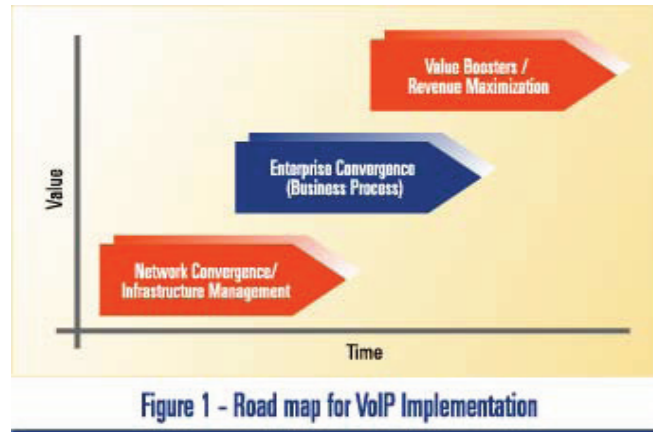 Value Boosters /
Revenue Maximization
Enterprise Convergence
(Business Process)
Value
Network Convergence/
Infrastructure Management
Time
Figure 1 - Road map for VoIP Implementation